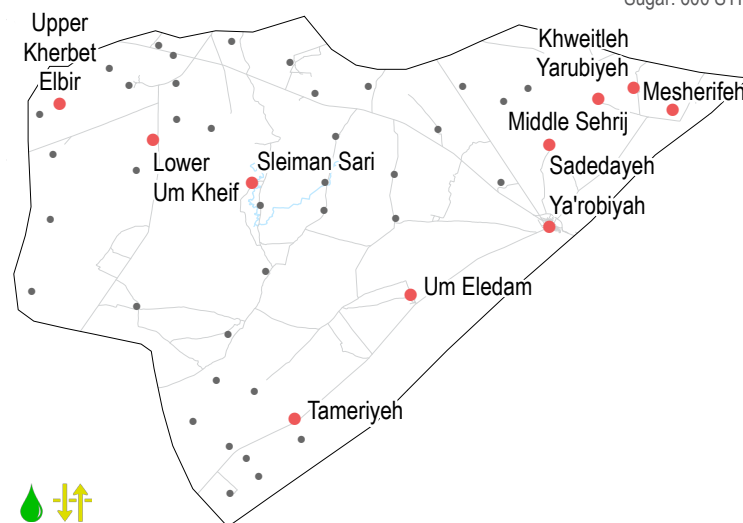 Upper
Kherbet
Elbir
Khweitleh
Yarubiyeh
Mesherifeh
Middle Sehrij
Lower
Um Kheif
Sleiman Sari
Sadedayeh
Ya'robiyah
Um Eledam
Tameriyeh